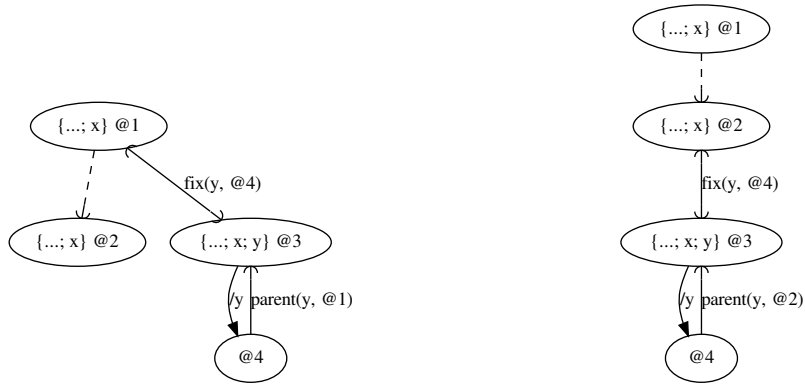 {...; x} @1
fix(y, @4)
{...; x} @2
{...; x; y} @3
/y
parent(y, @1)
@4
{...; x} @1
{...; x} @2
fix(y, @4)
{...; x; y} @3
/y
parent(y, @2)
@4